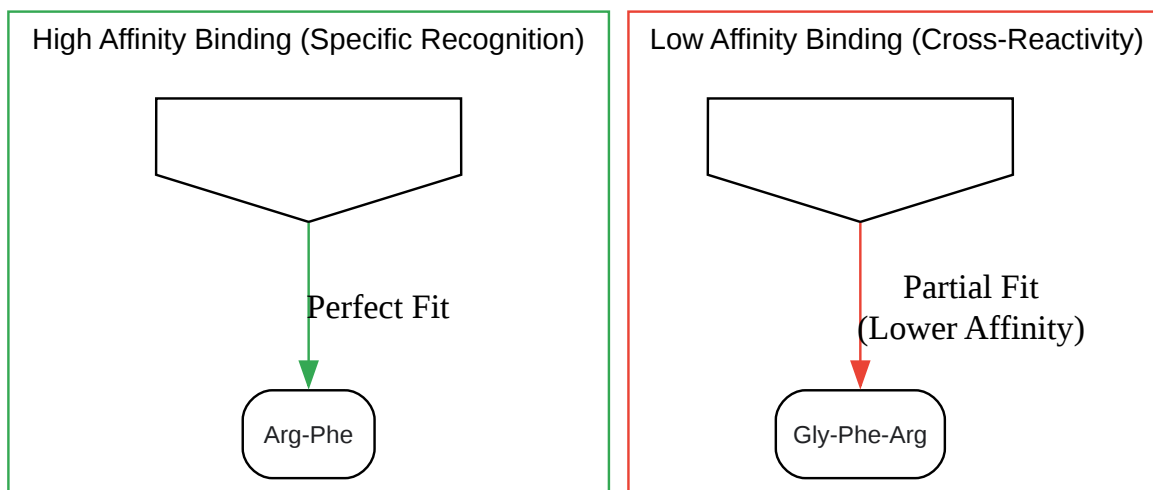 High Affinity Binding (Specific Recognition)
Perfect Fit
Arg-Phe
Low Affinity Binding (Cross-Reactivity)
Partial Fit
(Lower Affinity)
Gly-Phe-Arg